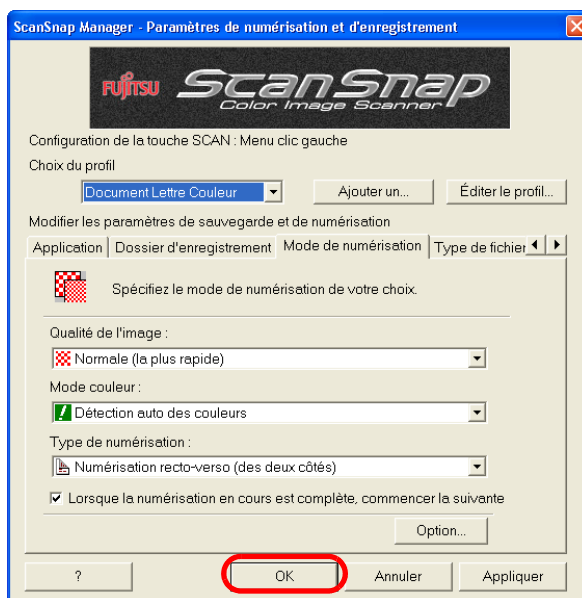 ScanSnap Manager - Paramètres de numérisation et d'enregistrement
FUJITSU ScanSnap
Color Image Scanner
Configuration de la touche SCAN : Menu clic gauche
Choix du profil
Document Lettre Couleur Ajouter un... Éditer le profil...
Modifier les paramètres de sauvegarde et de numérisation
Application Dossier d'enregistrement Mode de numérisation Type de fichier
Spécifiez le mode de numérisation de votre choix.
Qualité de l'image :
Normale (la plus rapide)
Mode couleur :
Détection auto des couleurs
Type de numérisation :
Numérisation recto-verso (des deux côtés)
Lorsque la numérisation en cours est complète, commencer la suivante
Option...
? OK Annuler Appliquer